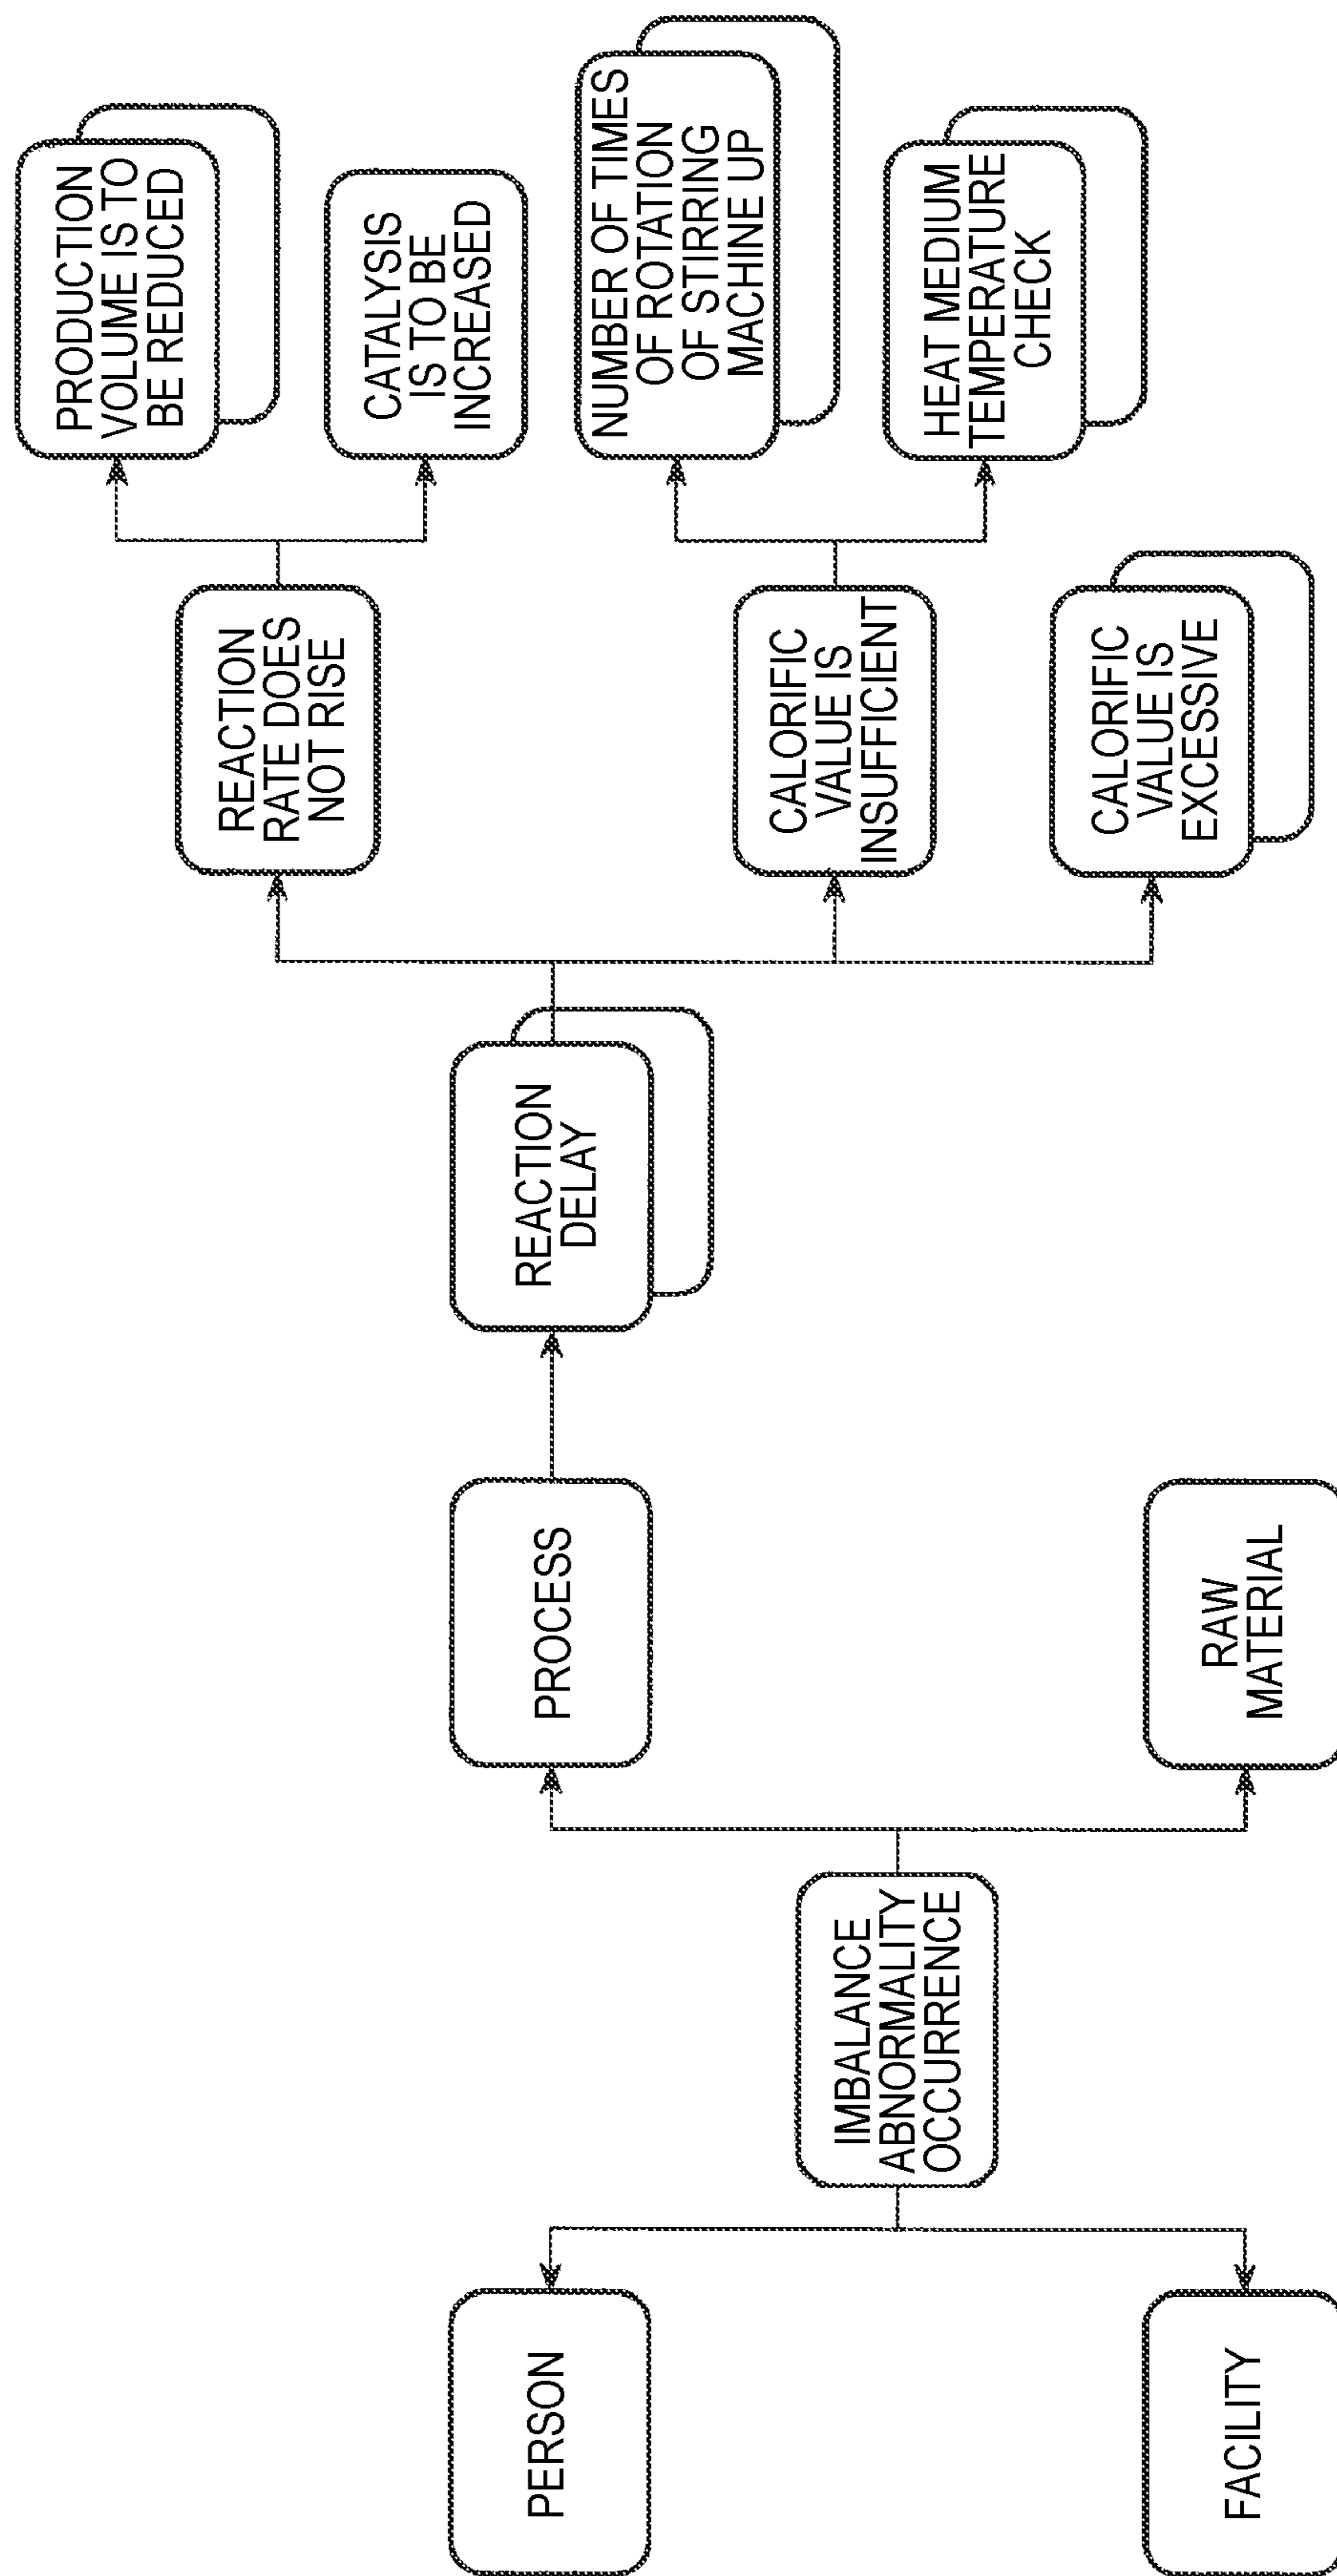 PERSON
FACILITY
IMBALANCE
ABNORMALITY
OCCURRENCE
PROCESS
RAW
MATERIAL
REACTION
DELAY
REACTION
RATE DOES
NOT RISE
CALORIFIC
VALUE IS
INSUFFICIENT
CALORIFIC
VALUE IS
EXCESSIVE
PRODUCTION
VOLUME IS TO
BE REDUCED
CATALYSIS
IS TO BE
INCREASED
NUMBER OF TIMES
OF ROTATION
OF STIRRING
MACHINE UP
HEAT MEDIUM
TEMPERATURE
CHECK